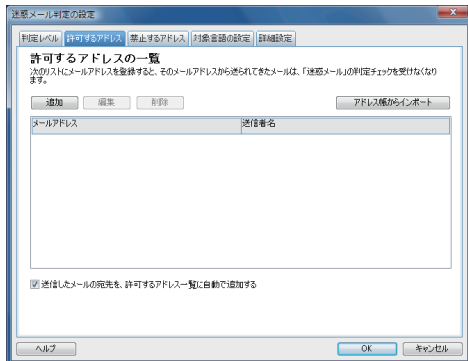 迷惑メール判定の設定
判定レベル 許可するアドレス 禁止するアドレス 対象言語の設定 詳細設定
許可するアドレスの一覧
次のリストにメールアドレスを登録すると、そのメールアドレスから送られてきたメールは、「迷惑メール」の判定チェックを受けなくなり
ます。
追加 編集 削除 アドレス帳からインポート
メールアドレス 送信者名
送信したメールの宛先を、許可するアドレス一覧に自動で追加する
ヘルプ OK キャンセル